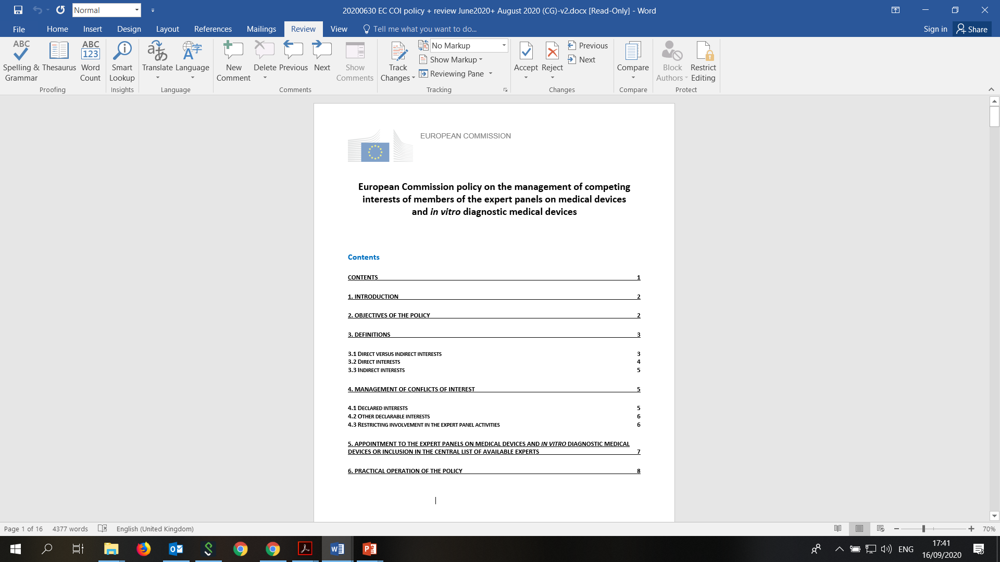 Normal
20200630 EC COI policy + review June2020+ August 2020 (CG)-v2.docx [Read-Only] - Word
File Home Insert Design Layout References Mailings Review View Tell me what you want to do... Sign in Share
ABC
Spelling & Grammar
Thesaurus
ABC
123
Word Count
Proofing
Smart Lookup
Insights
Translate
Language
Language
New Comment
Delete
Previous
Next
Show Comments
Comments
Track Changes
No Markup
Show Markup
Reviewing Pane
Tracking
Accept
Reject
Previous
Next
Changes
Compare
Compare
Block Authors
Restrict Editing
Protect
EUROPEAN COMMISSION
European Commission policy on the management of competing
interests of members of the expert panels on medical devices
and in vitro diagnostic medical devices
Contents
CONTENTS 1
1. INTRODUCTION 2
2. OBJECTIVES OF THE POLICY 2
3. DEFINITIONS 3
3.1 DIRECT VERSUS INDIRECT INTERESTS 3
3.2 DIRECT INTERESTS 4
3.3 INDIRECT INTERESTS 5
4. MANAGEMENT OF CONFLICTS OF INTEREST 5
4.1 DECLARED INTERESTS 5
4.2 OTHER DECLARABLE INTERESTS 6
4.3 RESTRICTING INVOLVEMENT IN THE EXPERT PANEL ACTIVITIES 6
5. APPOINTMENT TO THE EXPERT PANELS ON MEDICAL DEVICES AND IN VITRO DIAGNOSTIC MEDICAL
DEVICES OR INCLUSION IN THE CENTRAL LIST OF AVAILABLE EXPERTS 7
6. PRACTICAL OPERATION OF THE POLICY 8
Page 1 of 16 4377 words English (United Kingdom) 70%
ENG
17:41
16/09/2020